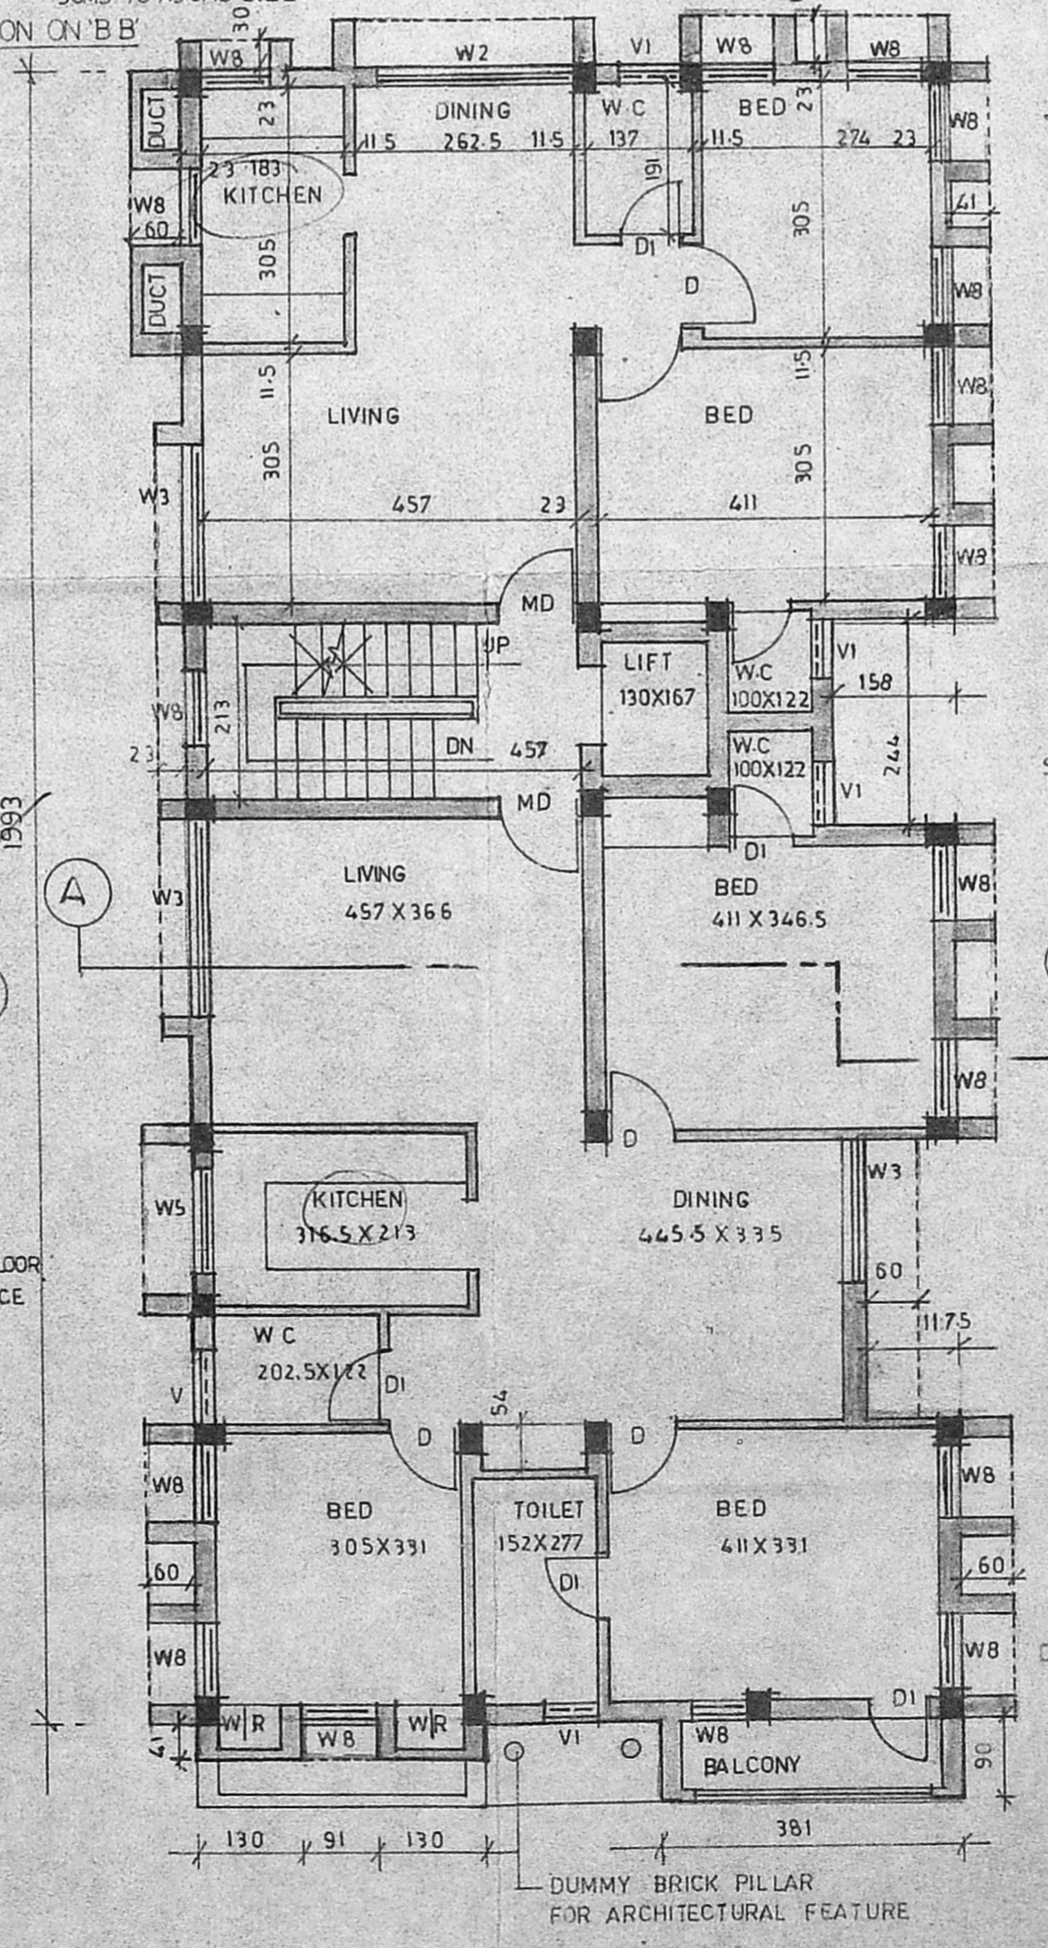 ON ON 'B B'
30
W8
W2
V1
W8
W8
DUCT
23
DINING
W.C
BED
23
W8
11.5
262.5
11.5
137
11.5
274
23
23
183
KITCHEN
191
W8
60
41
305
305
D1
DUCT
D
W8
11.5
11.5
W8
LIVING
BED
305
305
W3
457
23
411
W8
MD
UP
LIFT
130X167
W.C
100X122
V1
158
W8
213
DN
457
W.C
100X122
244
23
V1
MD
1993
D1
LIVING
457 X 366
BED
411 X 346.5
W8
A
W3
W8
D
W3
W5
KITCHEN
316.5 X 213
DINING
445.5 X 335
60
OOR
CE
117.5
W C
202.5X122
D1
V
54
D
D
W8
W8
BED
305X331
TOILET
152X277
BED
411X331
60
D1
60
W8
W8
W R
W8
W R
V1
D1
W8
BALCONY
41
90
130
91
130
381
DUMMY BRICK PILLAR
FOR ARCHITECTURAL FEATURE